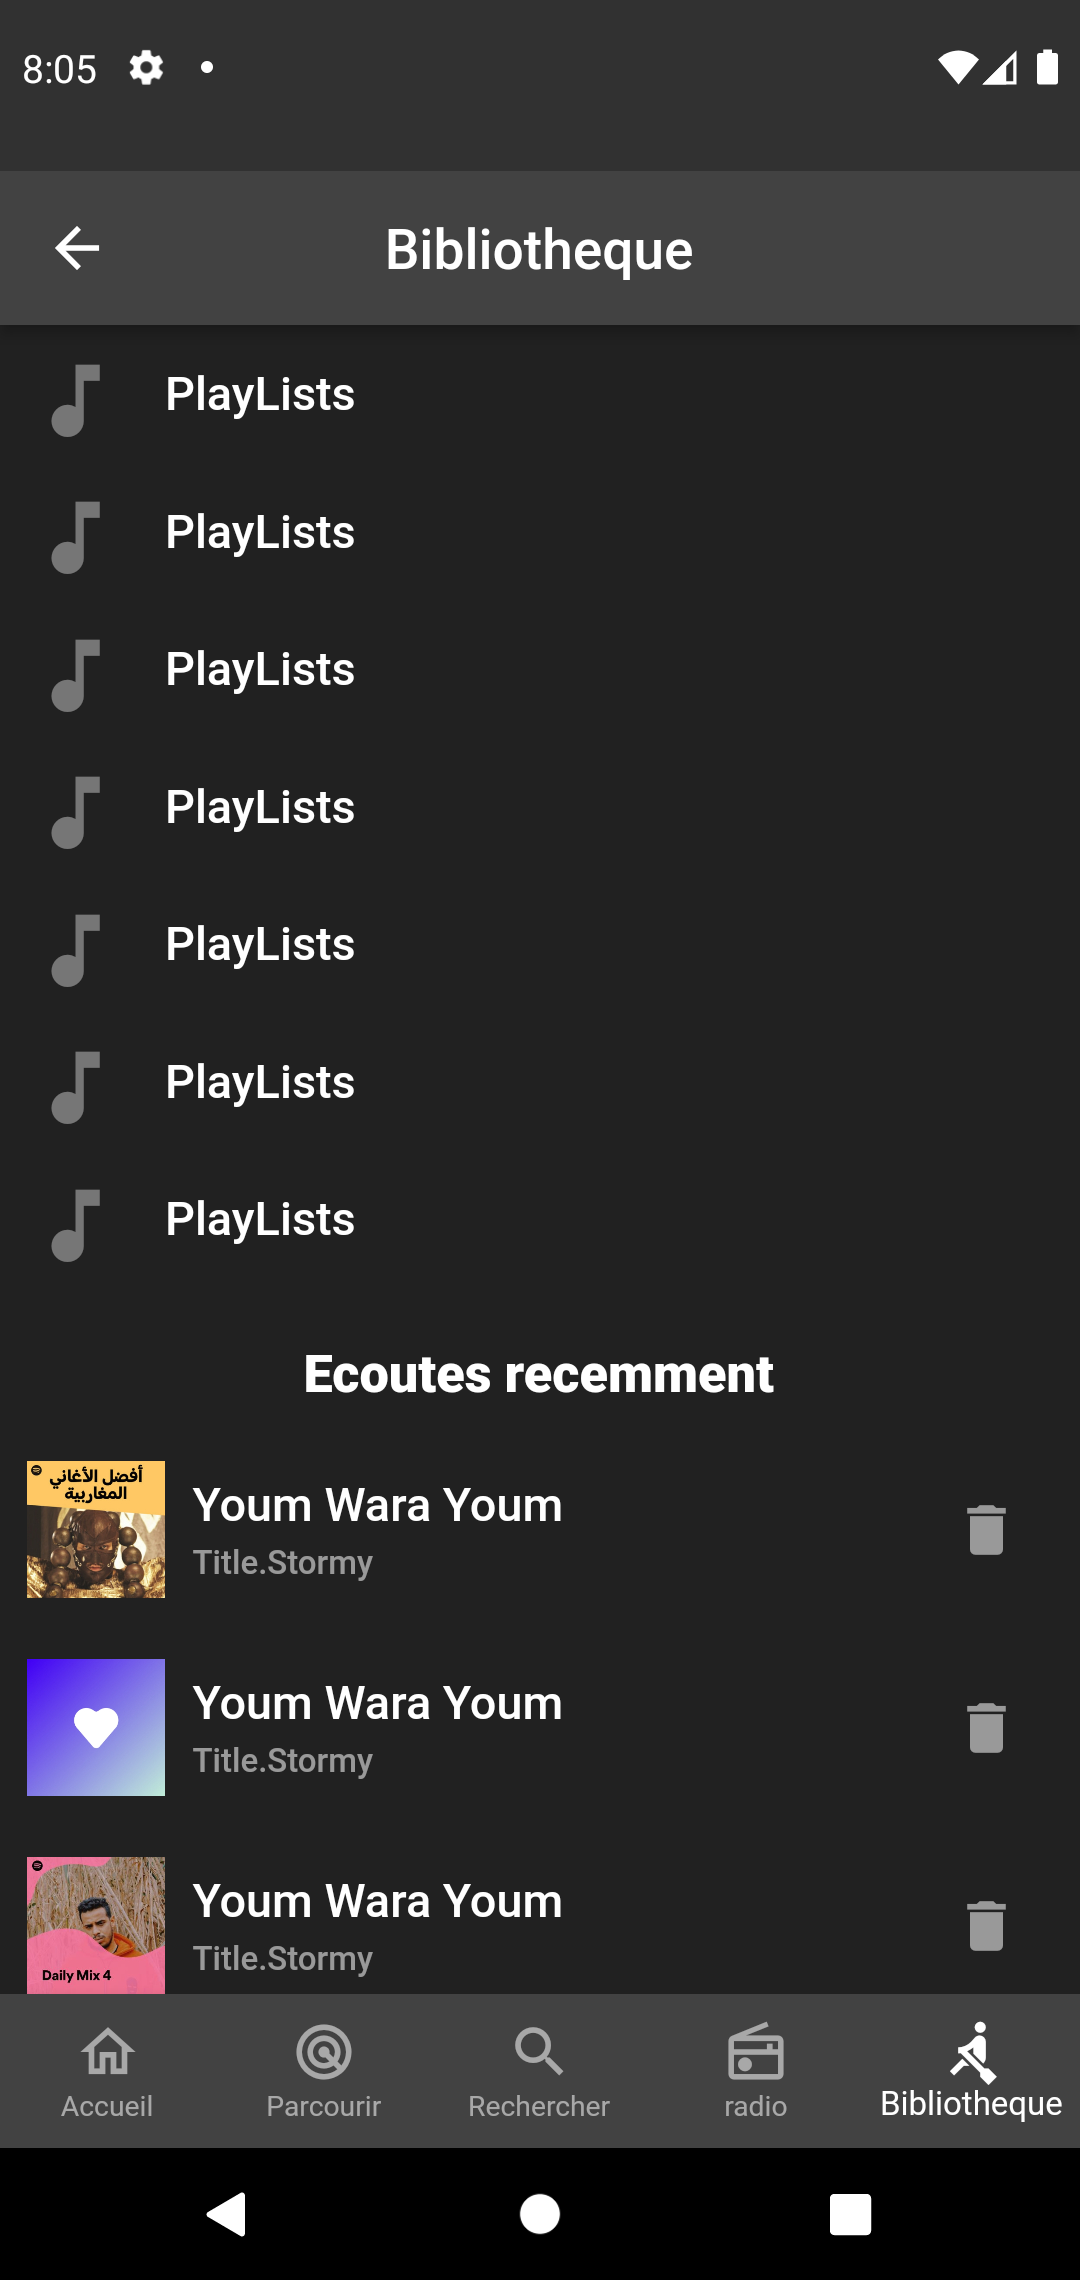 8:05
Bibliotheque
PlayLists
PlayLists
PlayLists
PlayLists
PlayLists
PlayLists
PlayLists
Ecoutes recemment
أفضل الأغاني
المغاربية
Youm Wara Youm
Title.Stormy
Youm Wara Youm
Title.Stormy
Daily Mix 4
Youm Wara Youm
Title.Stormy
Accueil
Parcourir
Rechercher
radio
Bibliotheque